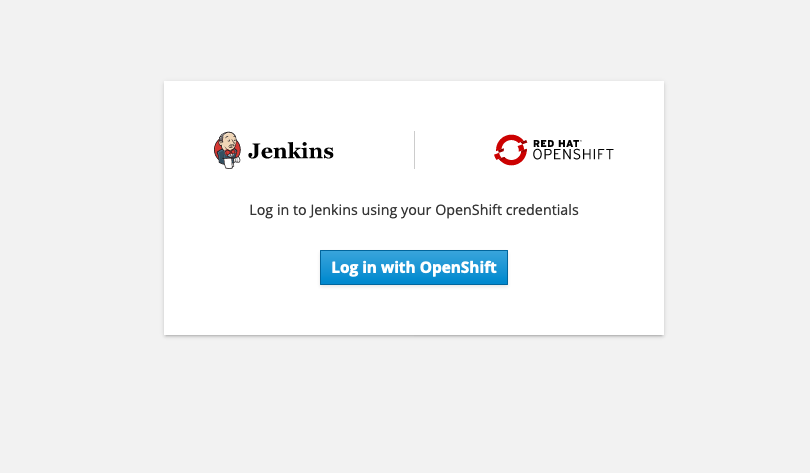 Jenkins
RED HAT
OPENSHIFT
Log in to Jenkins using your OpenShift credentials
Log in with OpenShift